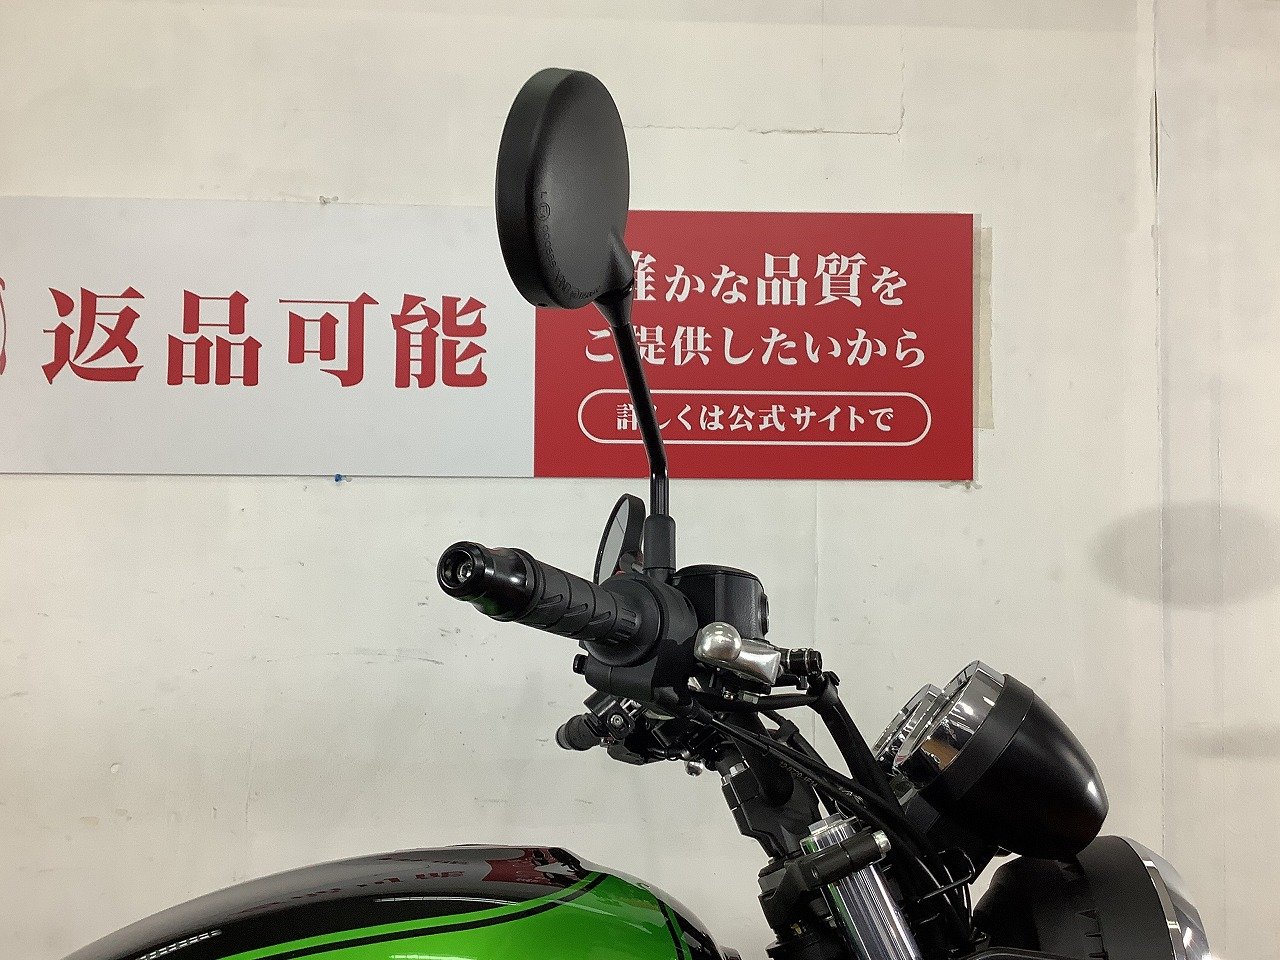 返品可能
確かな品質を
ご提供したいから
詳しくは公式サイトで